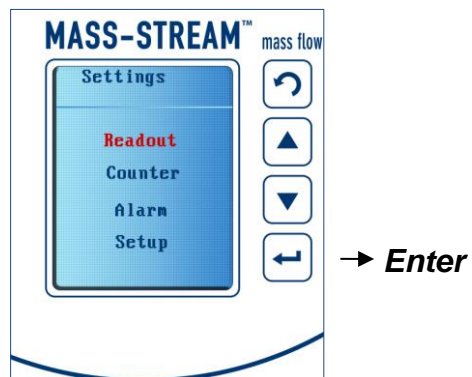 MASS-STREAM™ mass flow
Settings
Readout
Counter
Alarm
Setup
Enter